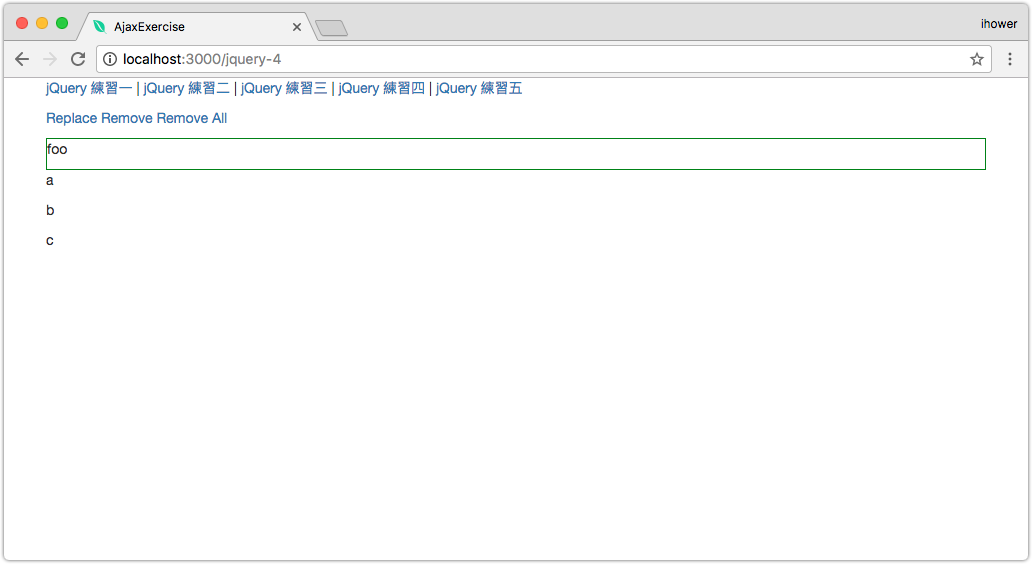 AjaxExercise
ihower
localhost:3000/jquery-4
jQuery 練習一 | jQuery 練習二 | jQuery 練習三 | jQuery 練習四 | jQuery 練習五
Replace Remove Remove All
foo
a
b
c